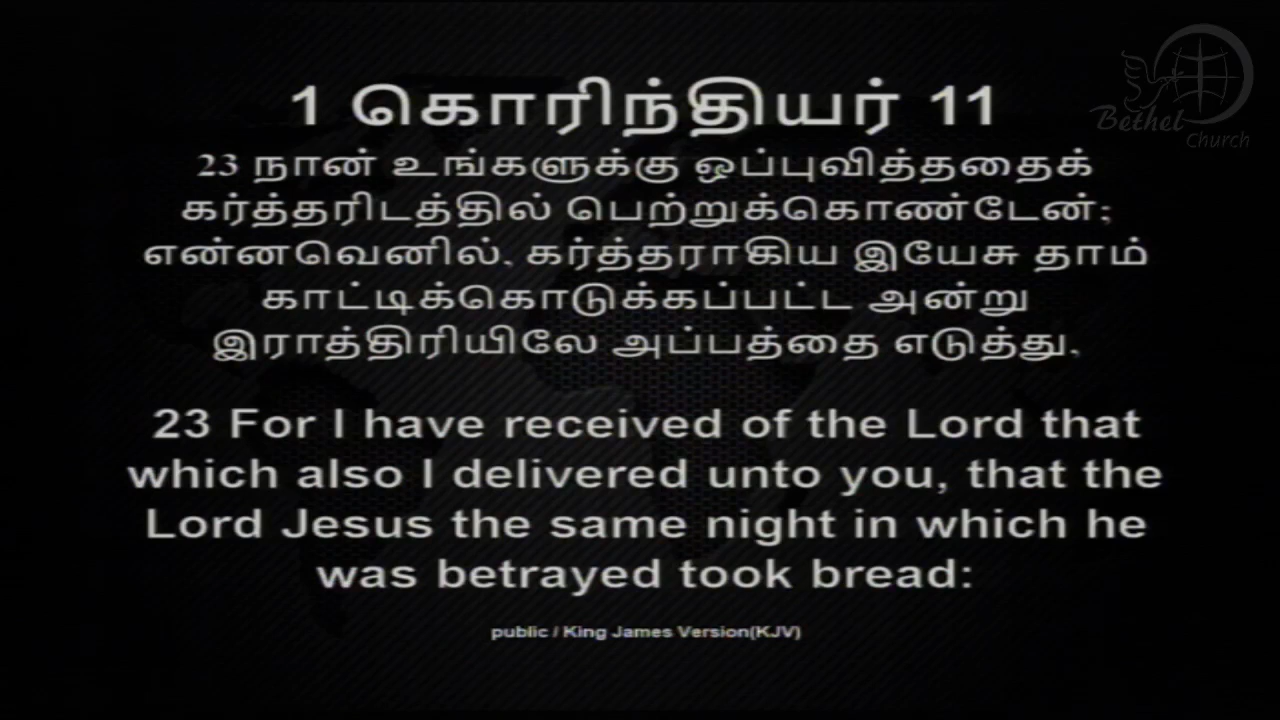 1 கொரிந்தியர் 11
23 நான் உங்களுக்கு ஒப்புவித்ததைக்
கர்த்தரிடத்தில் பெற்றுக்கொண்டேன்;
என்னவெனில், கர்த்தராகிய இயேசு தாம்
காட்டிக்கொடுக்கப்பட்ட அன்று
இராத்திரியிலே அப்பத்தை எடுத்து,
23 For I have received of the Lord that
which also I delivered unto you, that the
Lord Jesus the same night in which he
was betrayed took bread:
public / King James Version(KJV)
Bethel
Church